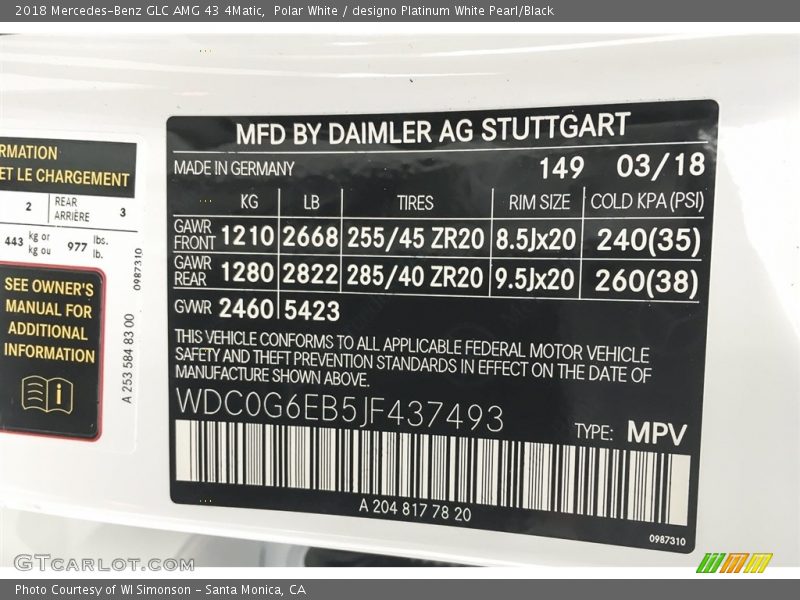 2018 Mercedes-Benz GLC AMG 43 4Matic,  Polar White / designo Platinum White Pearl/Black
RMATION
ET LE CHARGEMENT
2 REAR ARRIÈRE 3
443 kg or kg ou 977 lbs. lb.
SEE OWNER'S
MANUAL FOR
ADDITIONAL
INFORMATION
0987310
A 253 584 83 00
MFD BY DAIMLER AG STUTTGART
MADE IN GERMANY 149 03/18
KG LB TIRES RIM SIZE COLD KPA (PSI)
GAWR FRONT 1210 2668 255/45 ZR20 8.5Jx20 240(35)
GAWR REAR 1280 2822 285/40 ZR20 9.5Jx20 260(38)
GVWR 2460 5423
THIS VEHICLE CONFORMS TO ALL APPLICABLE FEDERAL MOTOR VEHICLE
SAFETY AND THEFT PREVENTION STANDARDS IN EFFECT ON THE DATE OF
MANUFACTURE SHOWN ABOVE.
WDC0G6EB5JF437493
TYPE: MPV
A 204 817 78 20
0987310
GTCARLOT.COM
Photo Courtesy of WI Simonson - Santa Monica, CA